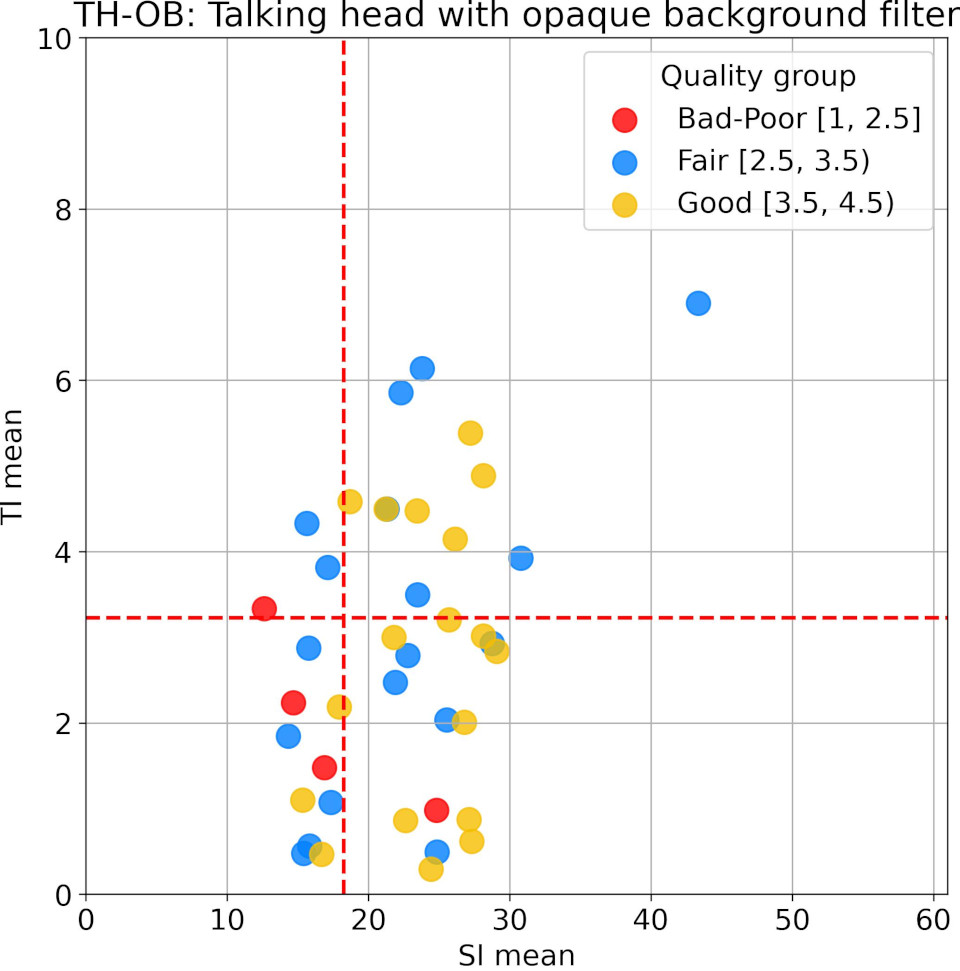 TH-OB: Talking head with opaque background filter
10
8
6
4
2
0
TI mean
Quality group
Bad-Poor [1, 2.5]
Fair [2.5, 3.5)
Good [3.5, 4.5)
0 10 20 30 40 50 60
SI mean